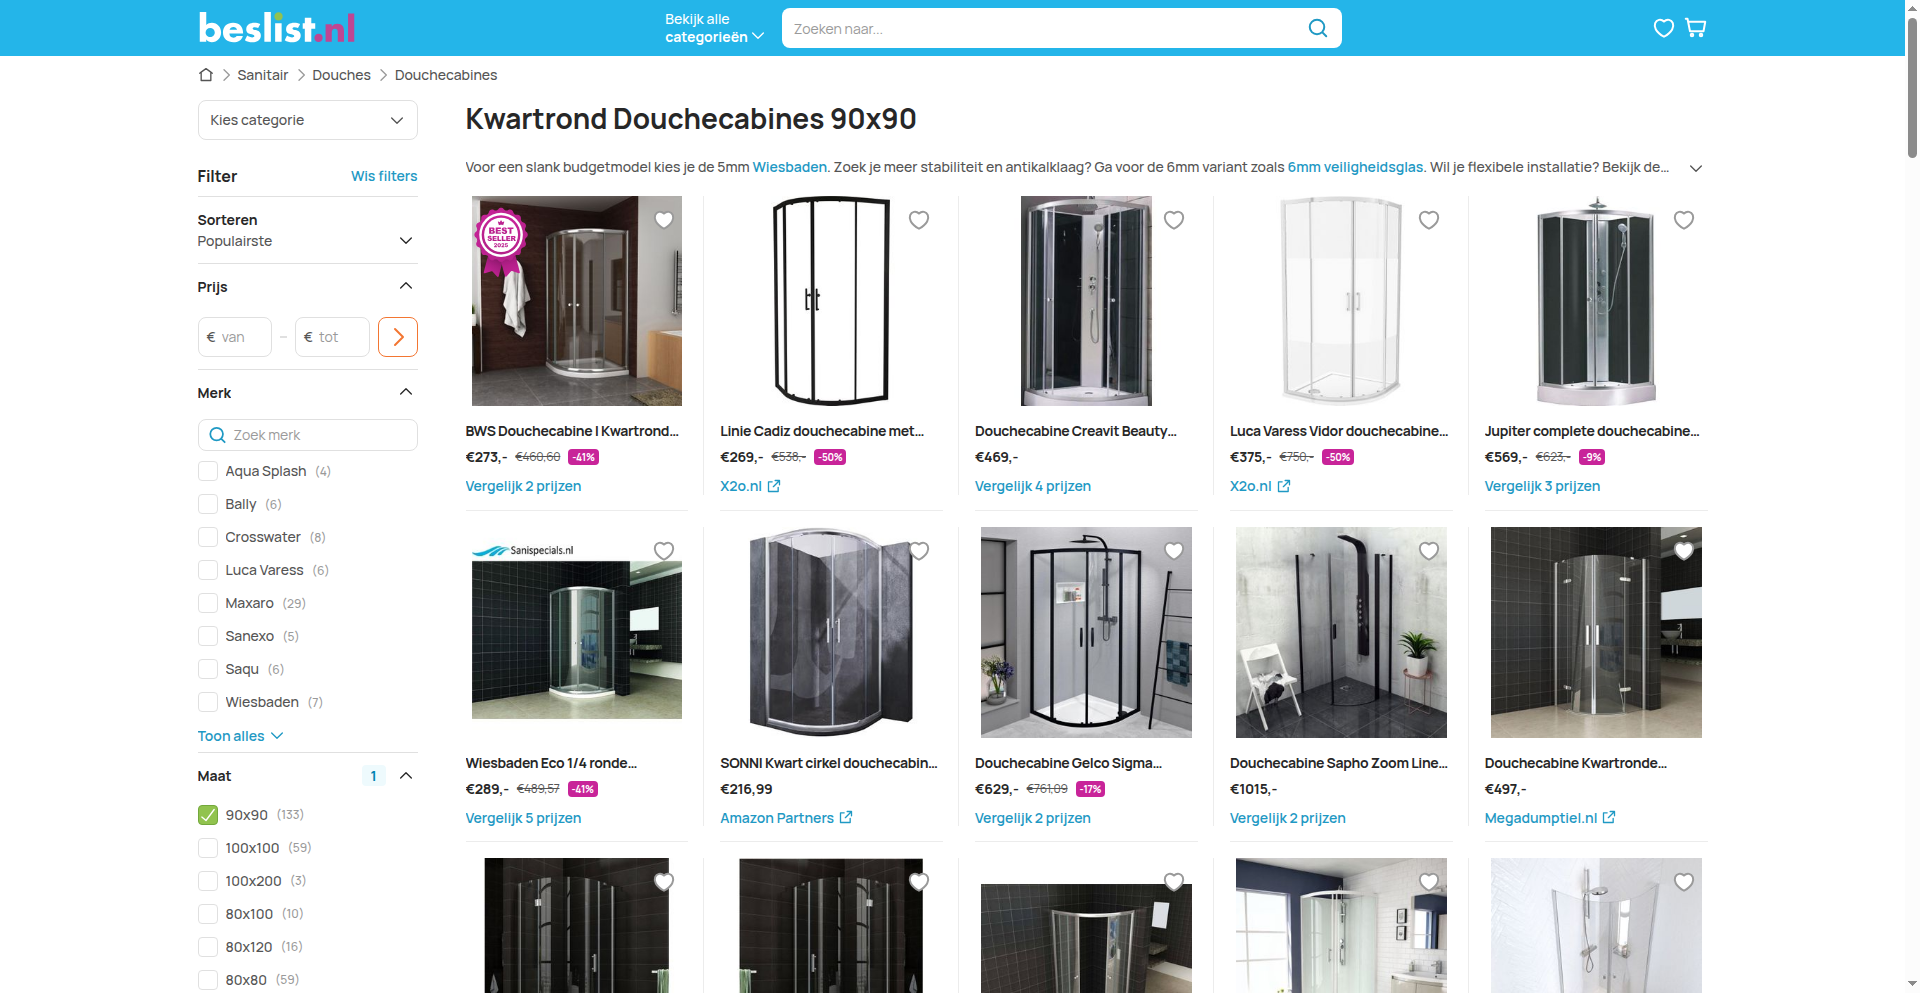 beslist.nl
Bekijk alle
categorieën
Zoeken naar...
Sanitair
Douches
Douchecabines
Kies categorie
Filter
Wis filters
Sorteren
Populairste
Prijs
€ van
–
€ tot
Merk
Zoek merk
Aqua Splash (4)
Bally (6)
Crosswater (8)
Luca Varess (6)
Maxaro (29)
Sanexo (5)
Saqu (6)
Wiesbaden (7)
Toon alles
Maat 1
90x90 (133)
100x100 (59)
100x200 (3)
80x100 (10)
80x120 (16)
80x80 (59)
Kwartrond Douchecabines 90x90
Voor een slank budgetmodel kies je de 5mm Wiesbaden. Zoek je meer stabiliteit en antikalklaag? Ga voor de 6mm variant zoals 6mm veiligheidsglas. Wil je flexibele installatie? Bekijk de...
BEST
SELLER
2025
BWS Douchecabine | Kwartrond...
€273,- €460,60 -41%
Vergelijk 2 prijzen
Linie Cadiz douchecabine met...
€269,- €538,- -50%
X2o.nl
Douchecabine Creavit Beauty...
€469,-
Vergelijk 4 prijzen
Luca Varess Vidor douchecabine...
€375,- €750,- -50%
X2o.nl
Jupiter complete douchecabine...
€569,- €623,- -9%
Vergelijk 3 prijzen
Sanispecials.nl
Wiesbaden Eco 1/4 ronde...
€289,- €489,57 -41%
Vergelijk 5 prijzen
SONNI Kwart cirkel douchecabin...
€216,99
Amazon Partners
Douchecabine Gelco Sigma...
€629,- €761,09 -17%
Vergelijk 2 prijzen
Douchecabine Sapho Zoom Line...
€1015,-
Vergelijk 2 prijzen
Douchecabine Kwartronde...
€497,-
Megadumptiel.nl